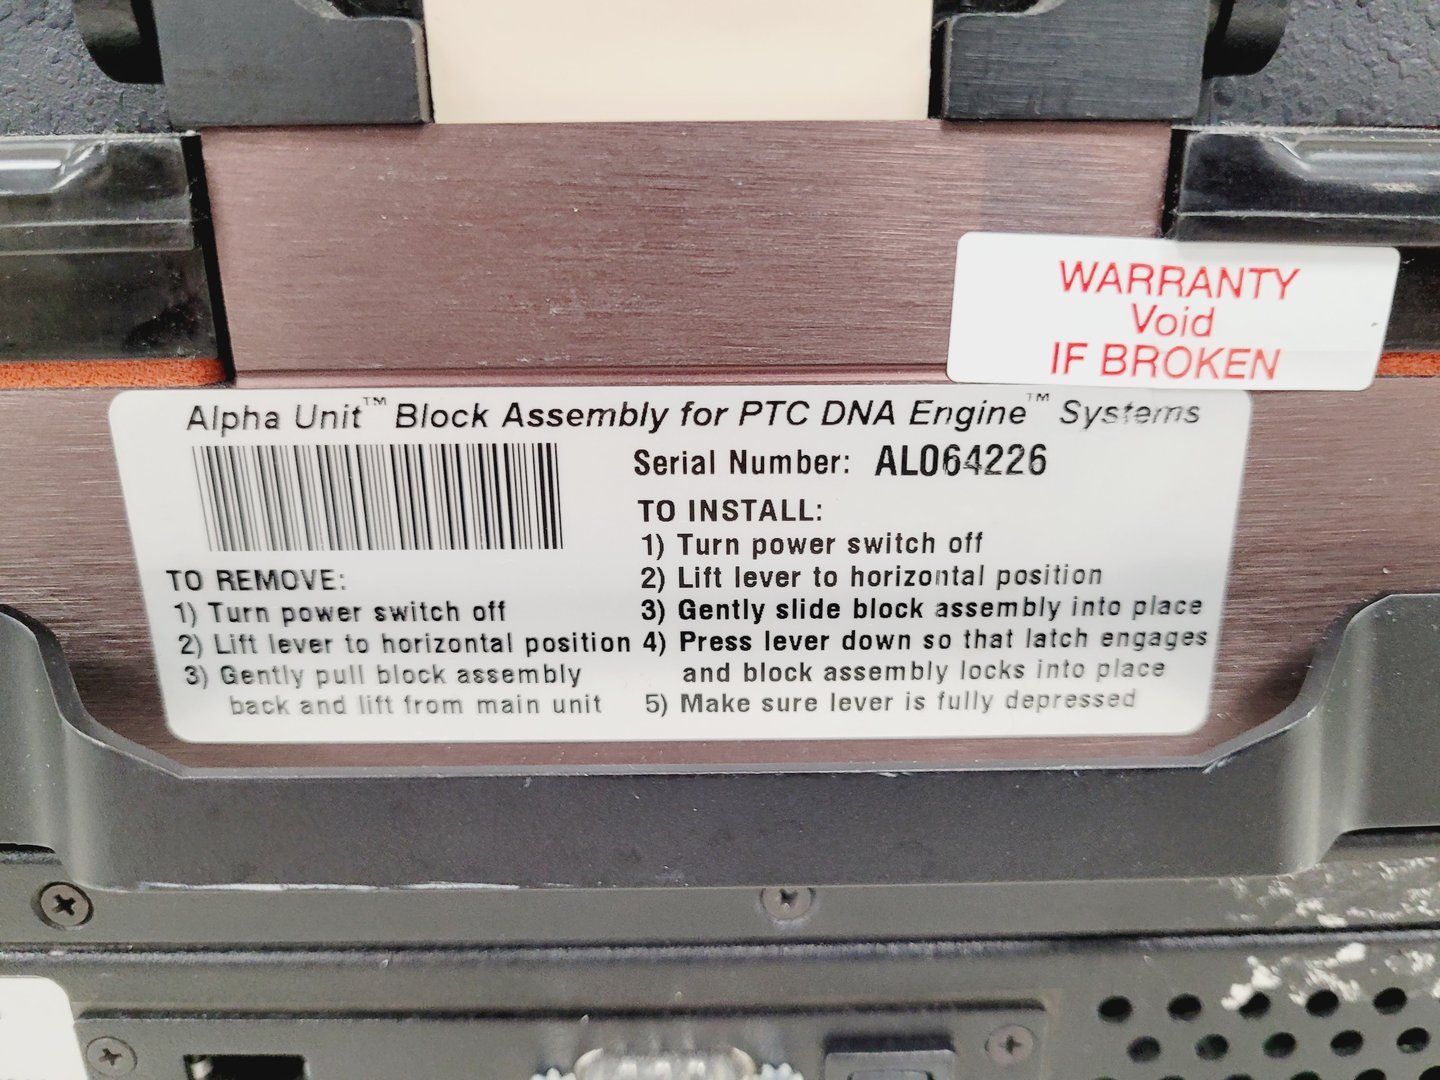 WARRANTY
Void
IF BROKEN
Alpha Unit™ Block Assembly for PTC DNA Engine™ Systems
Serial Number: AL064226
TO INSTALL:
1) Turn power switch off
2) Lift lever to horizontal position
3) Gently slide block assembly into place
4) Press lever down so that latch engages
and block assembly locks into place
5) Make sure lever is fully depressed
TO REMOVE:
1) Turn power switch off
2) Lift lever to horizontal position
3) Gently pull block assembly
back and lift from main unit